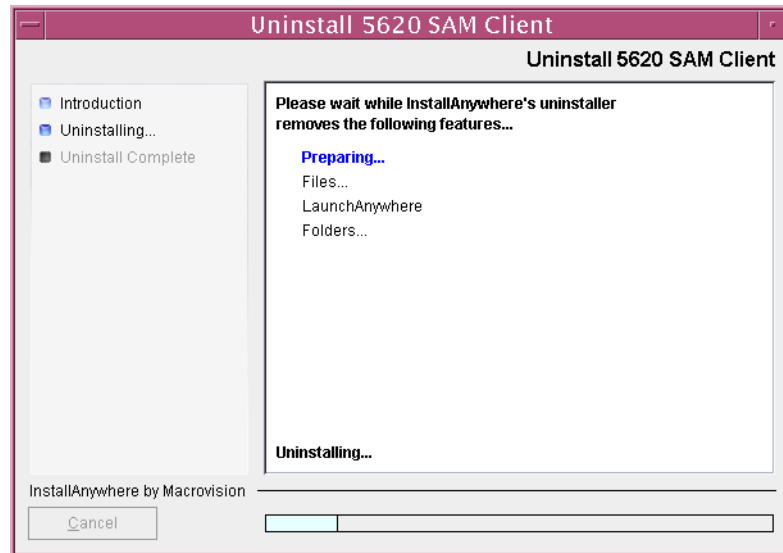 Uninstall 5620 SAM Client
Uninstall 5620 SAM Client
Introduction
Uninstalling...
Uninstall Complete
Please wait while InstallAnywhere's uninstaller
removes the following features...
Preparing...
Files...
LaunchAnywhere
Folders...
Uninstalling...
InstallAnywhere by Macrovision
Cancel